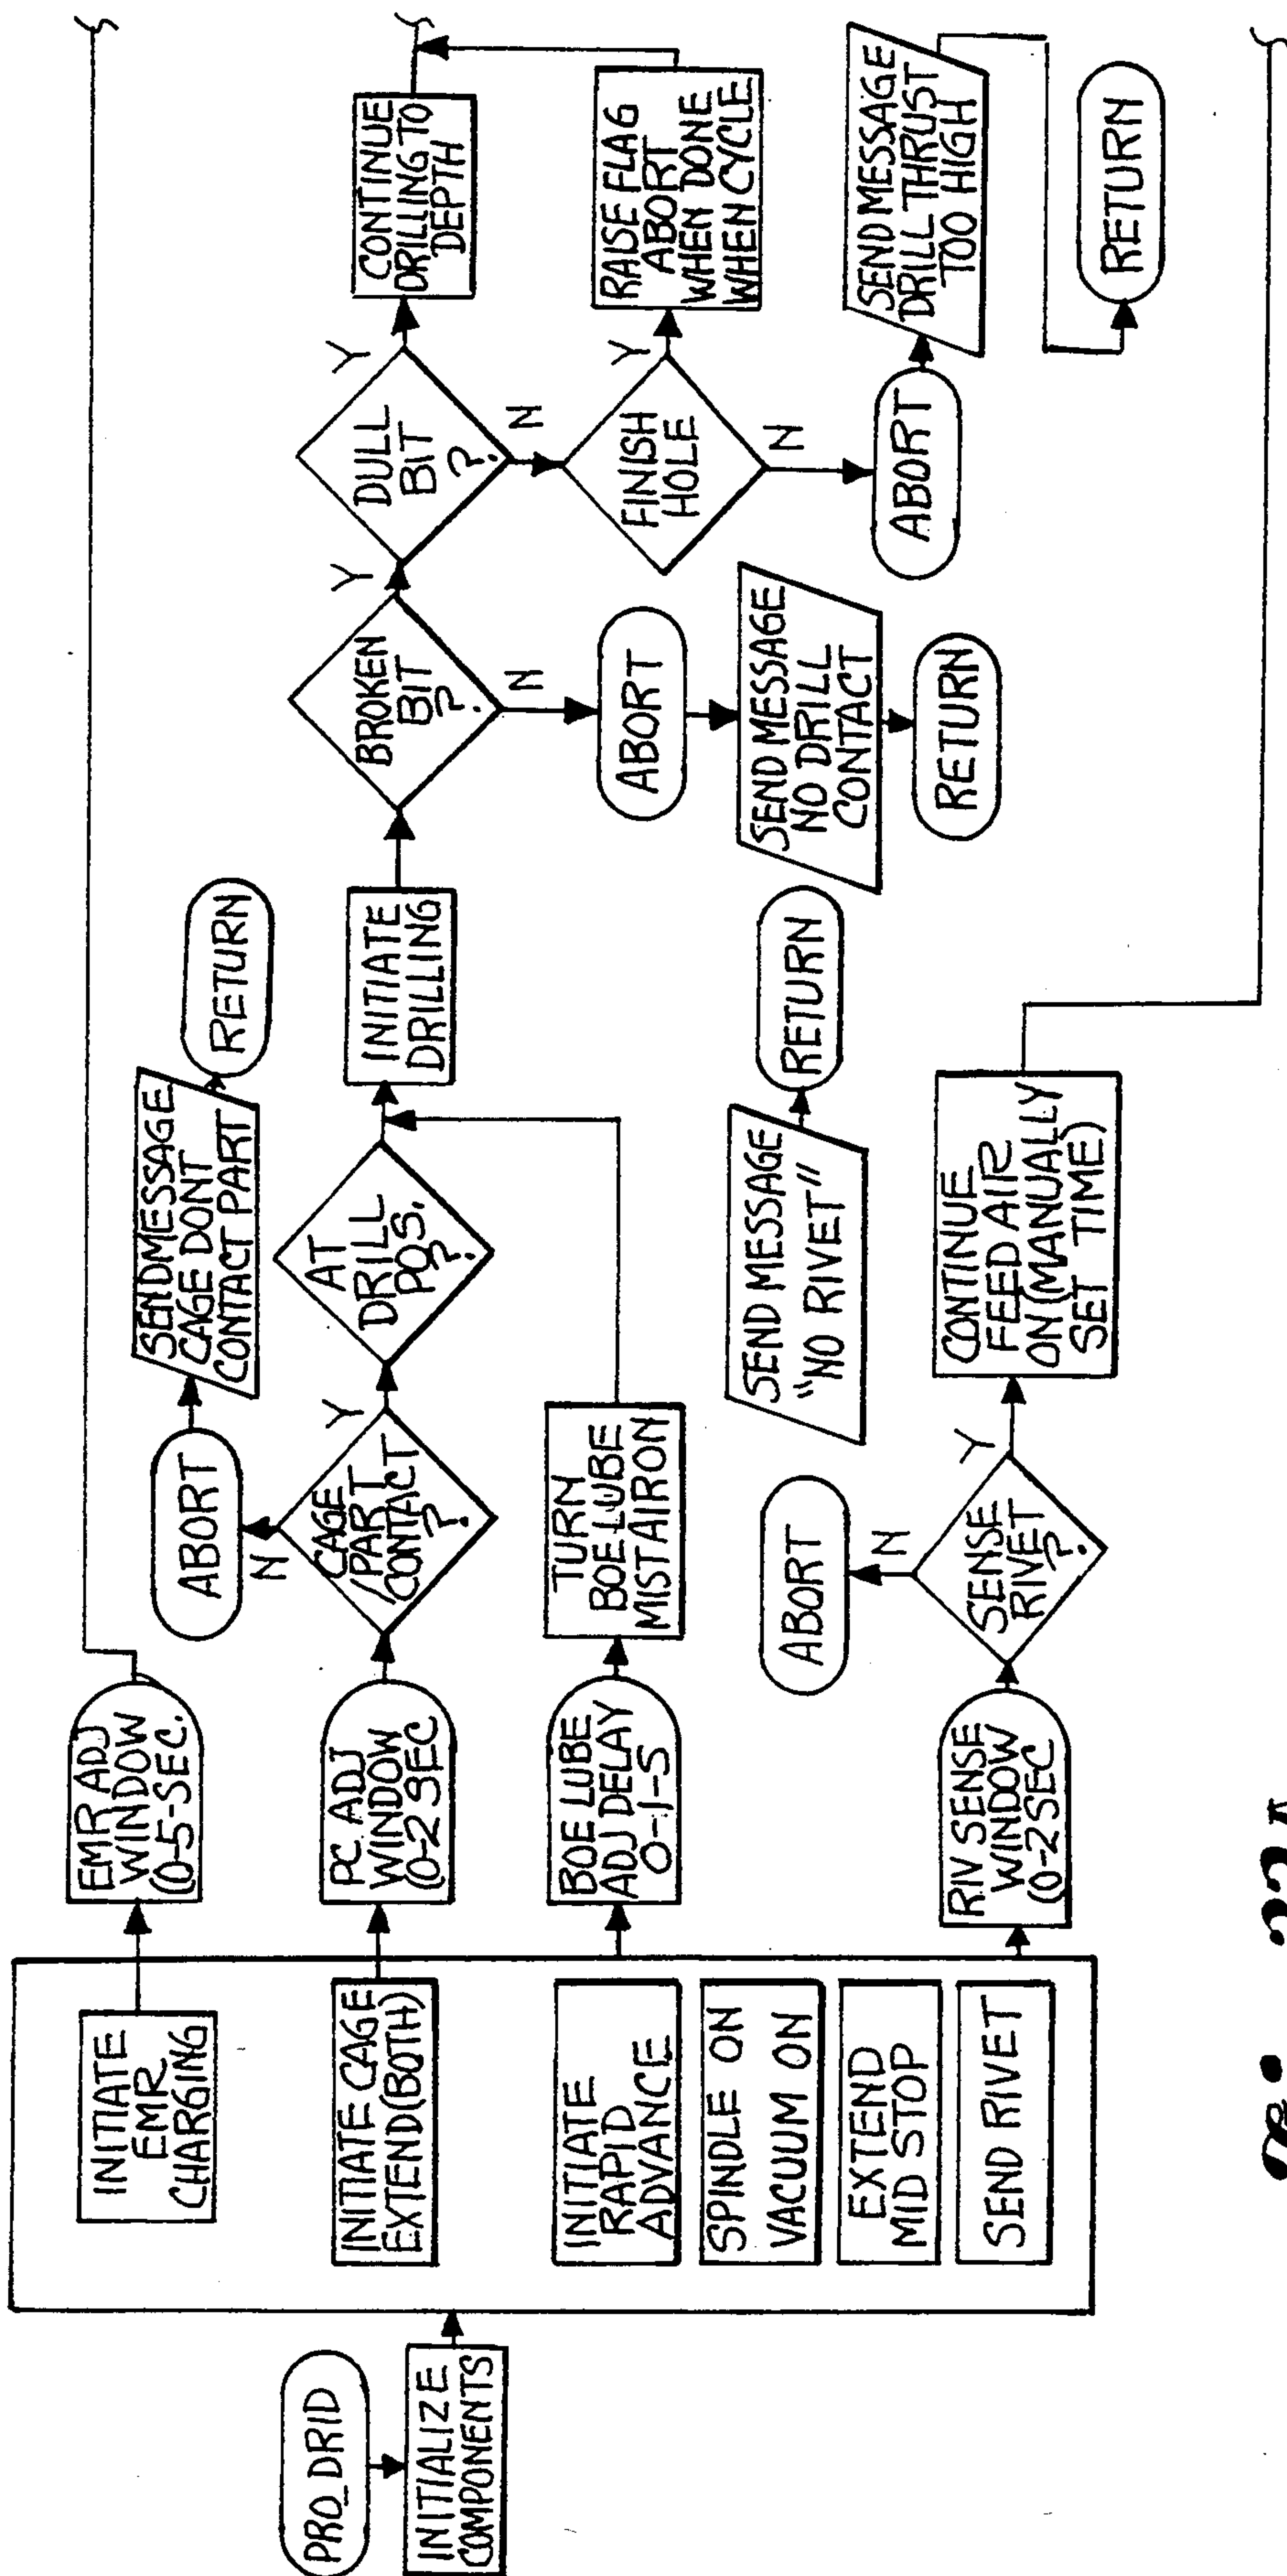 PRO_DRID
INITIALIZE
COMPONENTS
INITIATE
EMR
CHARGING
INITIATE CAGE
EXTEND(BOTH)
INITIATE
RAPID
ADVANCE
SPINDLE ON
VACUUM ON
EXTEND
MID STOP
SEND RIVET
EMR ADJ
WINDOW
(0-5-SEC.
PC. ADJ
WINDOW
(0-2 SEC
BOE LUBE
ADJ DELAY
0-1-S
RIV SENSE
WINDOW
(0-2 SEC
ABORT
N
CAGE
/PART
CONTACT
?
Y
SEND MESSAGE
CAGE DONT
CONTACT PART
RETURN
AT
DRILL
POS.
?
TURN
BOE-LUBE
MISTAIRON
INITIATE
DRILLING
BROKEN
BIT
?
Y
N
ABORT
SEND MESSAGE
NO DRILL
CONTACT
RETURN
DULL
BIT
?
Y
N
CONTINUE
DRILLING TO
DEPTH
FINISH
HOLE
Y
N
RAISE FLAG
ABORT
WHEN DONE
WHEN CYCLE
ABORT
SEND MESSAGE
DRILL THRUST
TOO HIGH
RETURN
SENSE
RIVET
?
N
Y
ABORT
SEND MESSAGE
"NO RIVET"
RETURN
CONTINUE
FEED AIR
ON (MANUALLY
SET TIME)